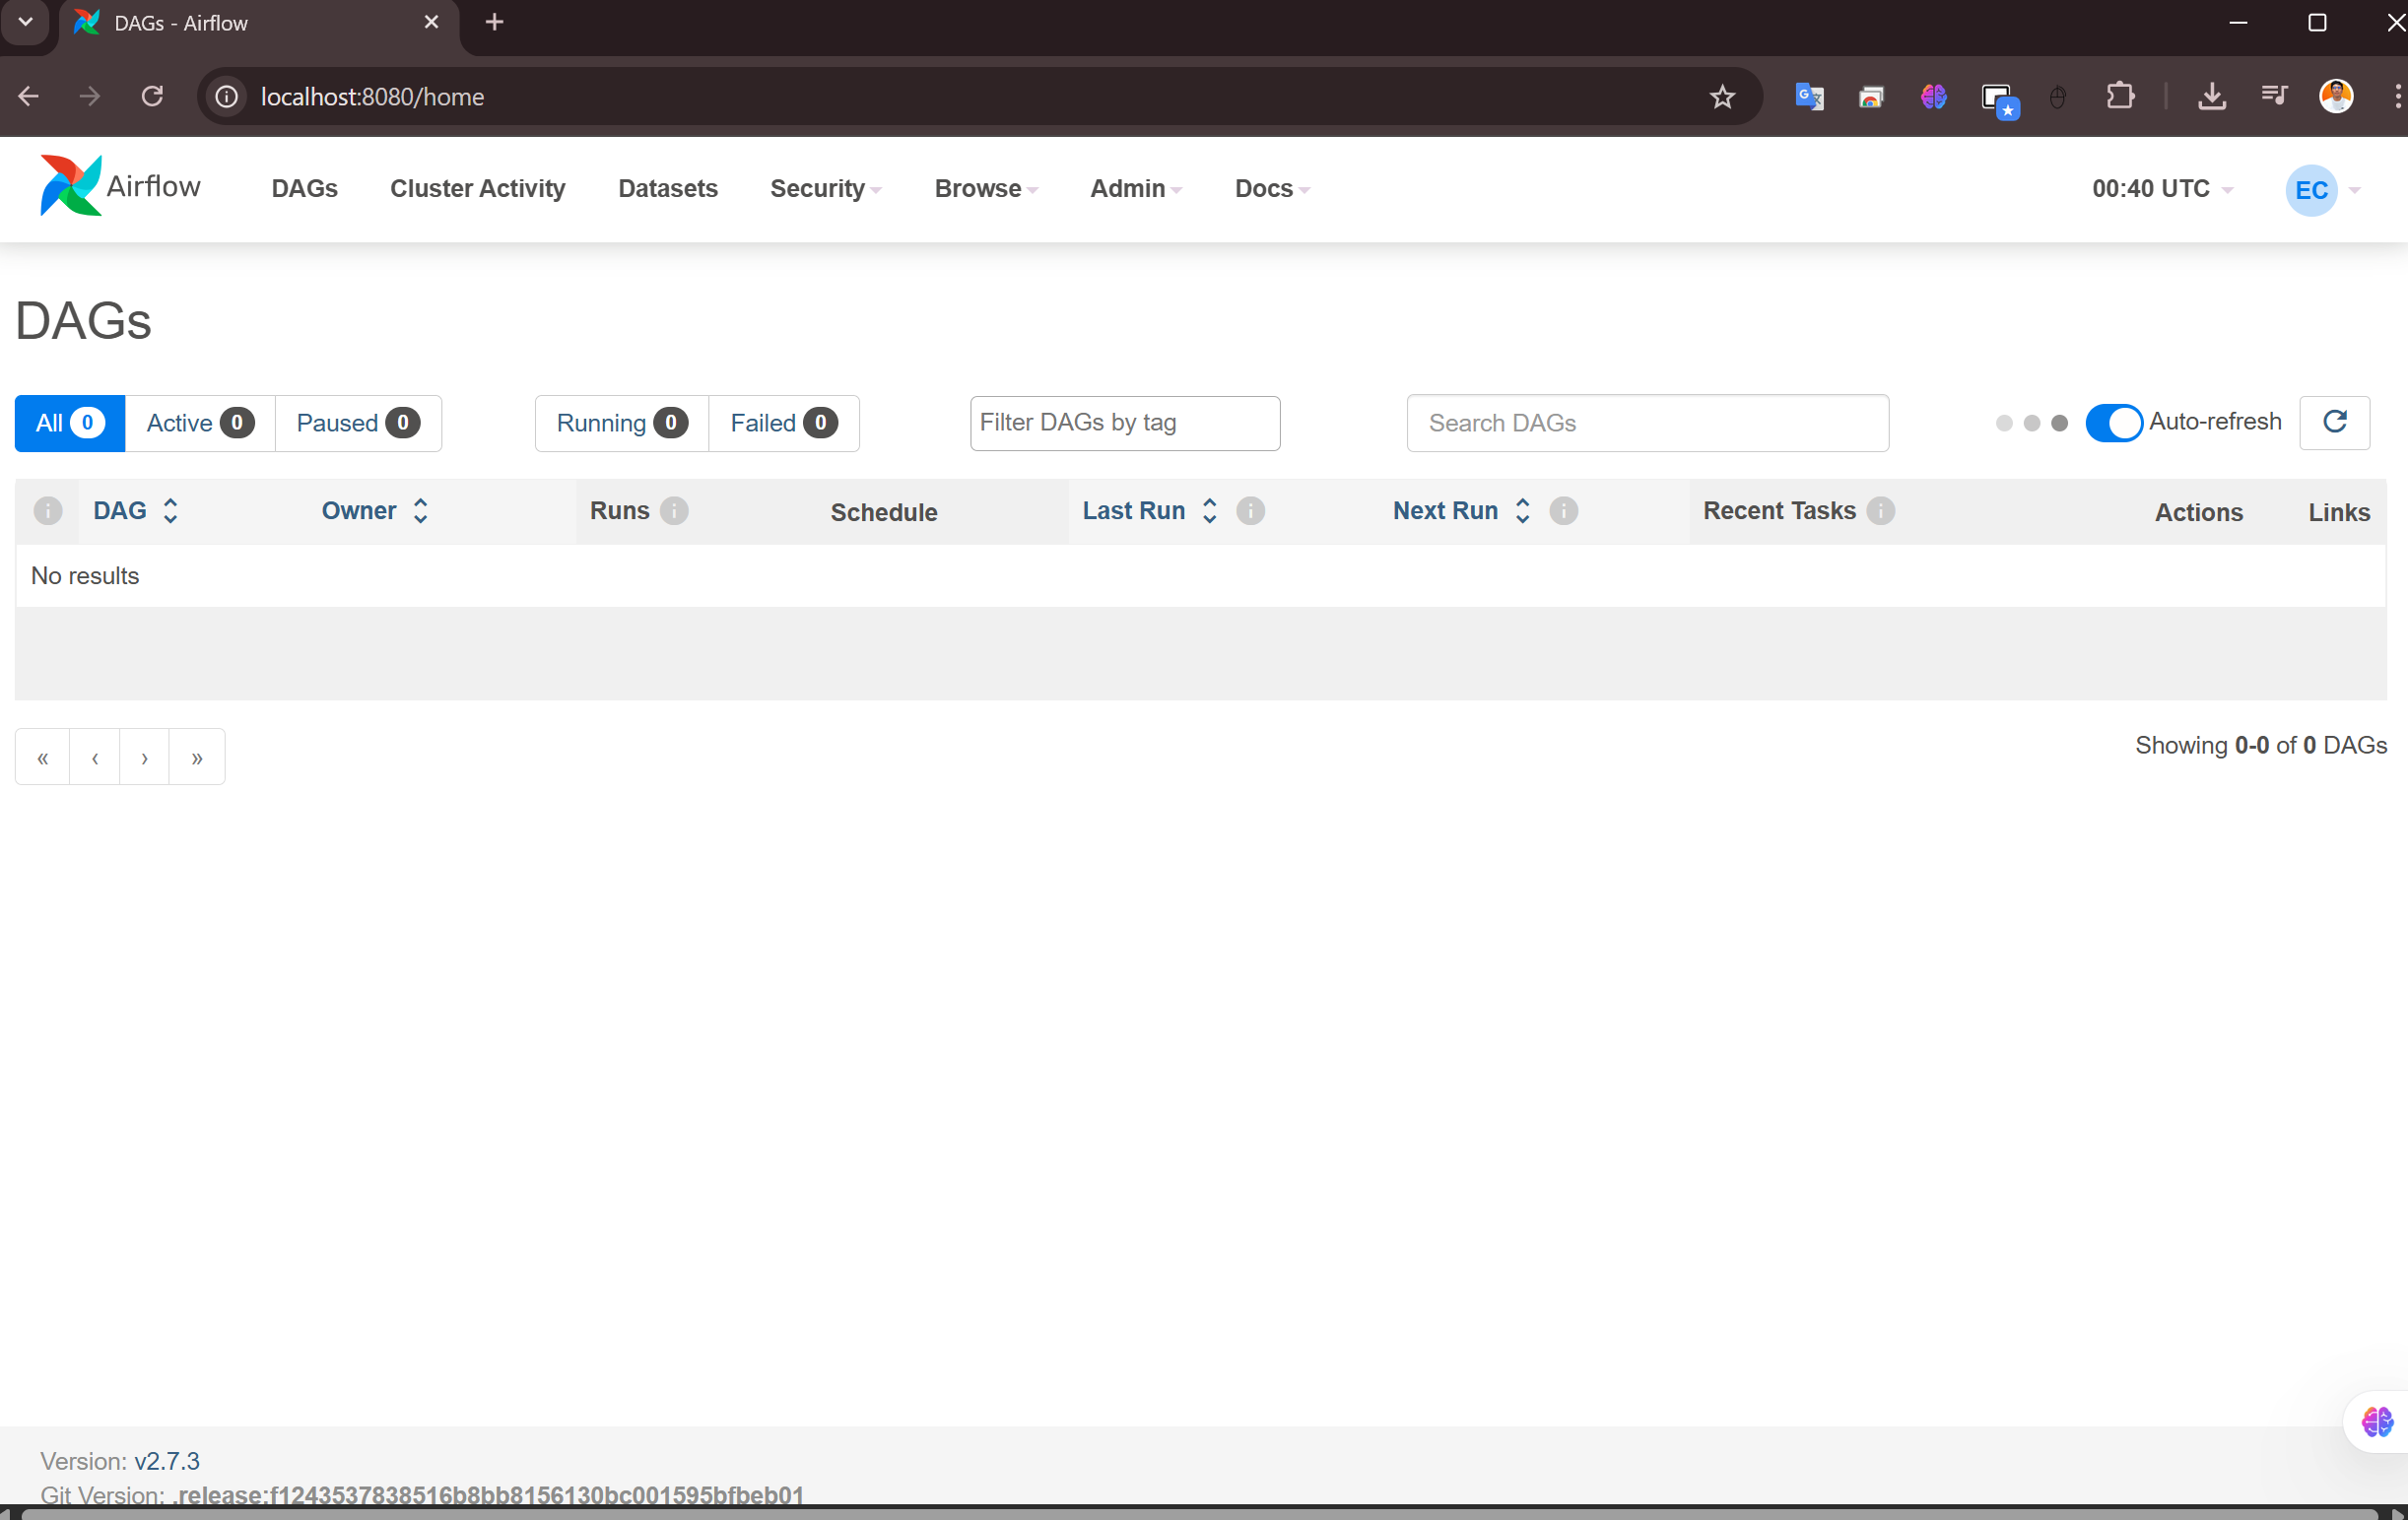 DAGs - Airflow
localhost:8080/home
Airflow DAGs Cluster Activity Datasets Security Browse Admin Docs 00:40 UTC EC
DAGs
All 0 Active 0 Paused 0 Running 0 Failed 0 Filter DAGs by tag Search DAGs Auto-refresh
DAG Owner Runs Schedule Last Run Next Run Recent Tasks Actions Links
No results
« ‹ › »
Showing 0-0 of 0 DAGs
Version: v2.7.3
Git Version: .release:f1243537838516b8bb8156130bc001595bfbeb01